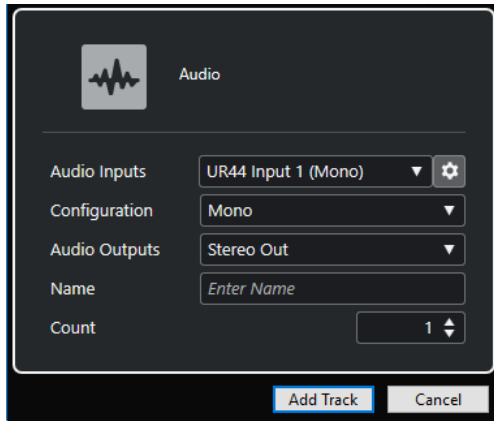 Audio
Audio Inputs UR44 Input 1 (Mono)
Configuration Mono
Audio Outputs Stereo Out
Name Enter Name
Count 1
Add Track Cancel